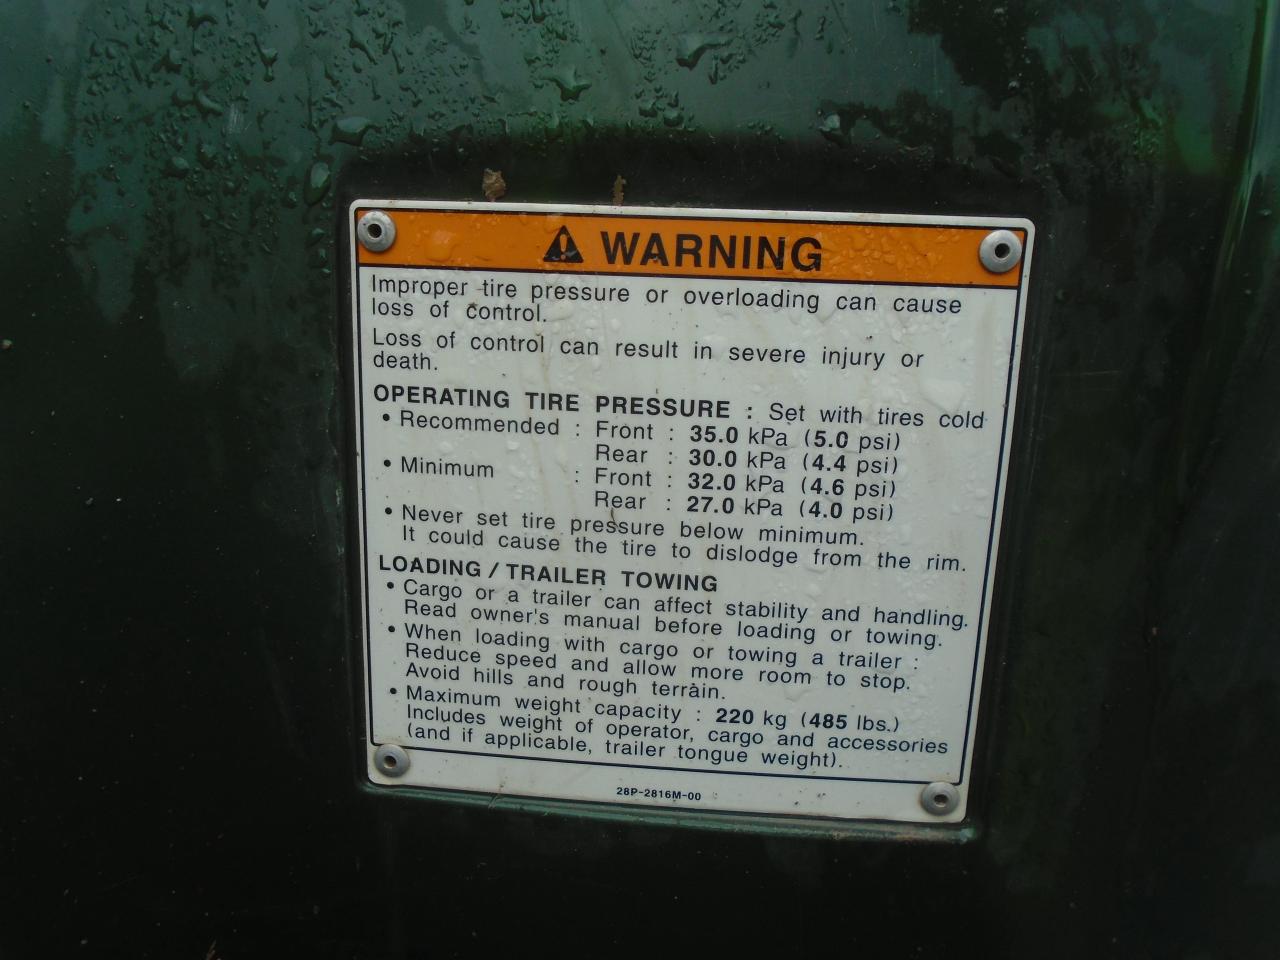 WARNING
Improper tire pressure or overloading can cause
loss of control.
Loss of control can result in severe injury or
death.
OPERATING TIRE PRESSURE : Set with tires cold
• Recommended : Front : 35.0 kPa (5.0 psi)
Rear : 30.0 kPa (4.4 psi)
• Minimum : Front : 32.0 kPa (4.6 psi)
Rear : 27.0 kPa (4.0 psi)
• Never set tire pressure below minimum.
It could cause the tire to dislodge from the rim.
LOADING / TRAILER TOWING
• Cargo or a trailer can affect stability and handling.
Read owner's manual before loading or towing.
• When loading with cargo or towing a trailer :
Reduce speed and allow more room to stop.
Avoid hills and rough terrain.
• Maximum weight capacity : 220 kg (485 lbs.)
Includes weight of operator, cargo and accessories
(and if applicable, trailer tongue weight).
28P-2816M-00